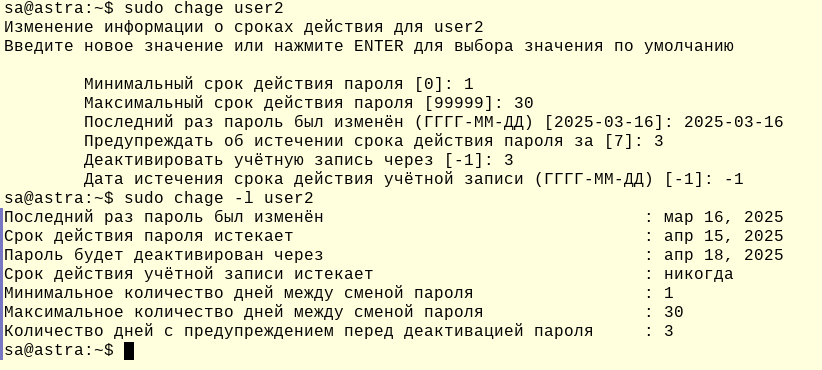 sa@astra:~$ sudo chage user2
Изменение информации о сроках действия для user2
Введите новое значение или нажмите ENTER для выбора значения по умолчанию
Минимальный срок действия пароля [0]: 1
Максимальный срок действия пароля [99999]: 30
Последний раз пароль был изменён (ГГГГ-ММ-ДД) [2025-03-16]: 2025-03-16
Предупреждать об истечении срока действия пароля за [7]: 3
Деактивировать учётную запись через [-1]: 3
Дата истечения срока действия учётной записи (ГГГГ-ММ-ДД) [-1]: -1
sa@astra:~$ sudo chage -l user2
Последний раз пароль был изменён : мар 16, 2025
Срок действия пароля истекает : апр 15, 2025
Пароль будет деактивирован через : апр 18, 2025
Срок действия учётной записи истекает : никогда
Минимальное количество дней между сменой пароля : 1
Максимальное количество дней между сменой пароля : 30
Количество дней с предупреждением перед деактивацией пароля : 3
sa@astra:~$